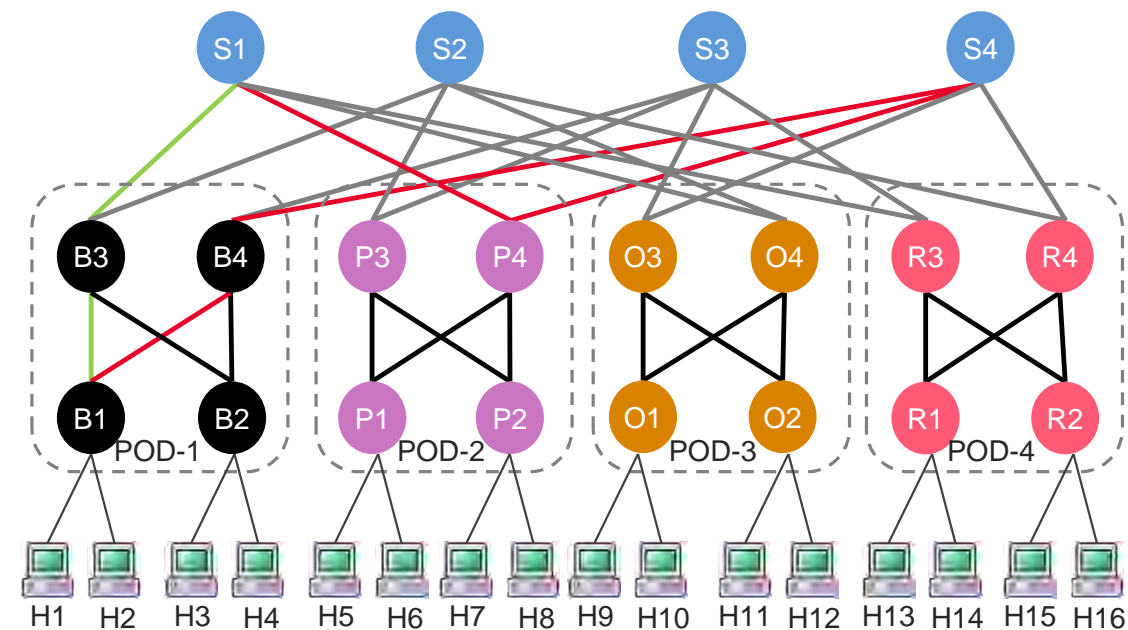 S1 S2 S3 S4
B3 B4 P3 P4 O3 O4 R3 R4
B1 B2 P1 P2 O1 O2 R1 R2
POD-1 POD-2 POD-3 POD-4
H1 H2 H3 H4 H5 H6 H7 H8 H9 H10 H11 H12 H13 H14 H15 H16